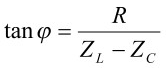 tan φ = R / (Z_L − Z_C)